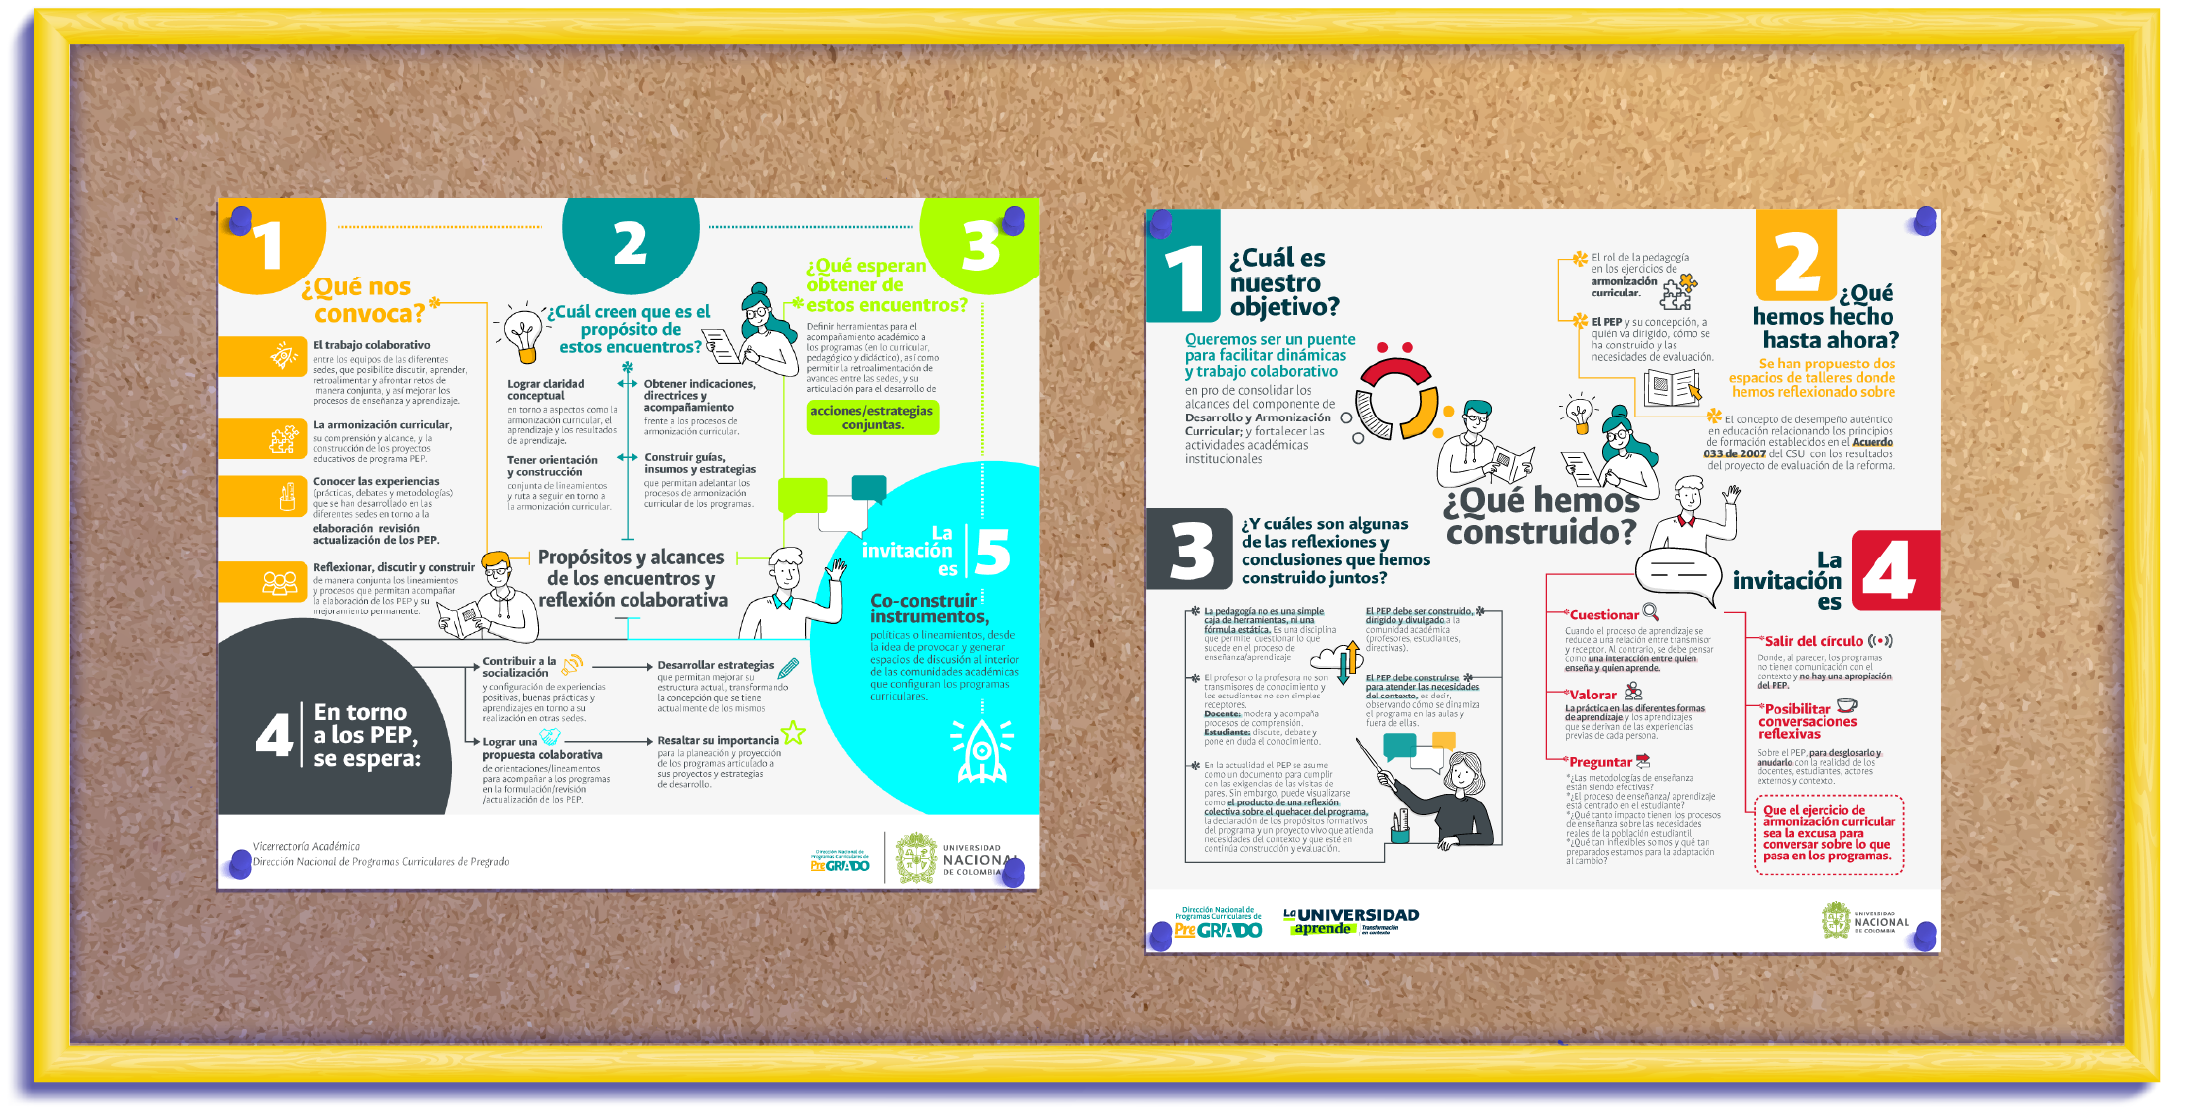 1
¿Qué nos
convoca?
El trabajo colaborativo
entre los equipos de las diferentes
sedes, que posibilite discutir, aprender,
retroalimentar y afrontar retos de
manera conjunta, y así mejorar los
procesos de enseñanza y aprendizaje.
La armonización curricular,
su comprensión y alcance, y la
construcción de los proyectos
educativos de programa PEP.
Conocer las experiencias
(prácticas, debates y metodologías)
que se han desarrollado en las
diferentes sedes en torno a la
elaboración revisión
actualización de los PEP.
Reflexionar, discutir y construir
de manera conjunta los lineamientos
y procesos que permitan acompañar
la elaboración de los PEP y su
mejoramiento permanente.
2
¿Cuál creen que es el
propósito de
estos encuentros?
Lograr claridad
conceptual
en torno a aspectos como la
armonización curricular, el
aprendizaje y los resultados
de aprendizaje.
Tener orientación
y construcción
conjunta de lineamientos
y ruta a seguir en torno a
la armonización curricular.
Obtener indicaciones,
directrices y
acompañamiento
frente a los procesos de
armonización curricular.
Construir guías,
insumos y estrategias
que permitan adelantar los
procesos de armonización
curricular de los programas.
3
¿Qué esperan
obtener de
estos encuentros?
Definir herramientas para el
acompañamiento académico a
los programas (en lo curricular,
pedagógico y didáctico), así como
permitir la retroalimentación de
avances entre las sedes, y su
articulación para el desarrollo de
acciones/estrategias
conjuntas.
Propósitos y alcances
de los encuentros y
reflexión colaborativa
4
En torno
a los PEP,
se espera:
Contribuir a la
socialización
y configuración de experiencias
positivas, buenas prácticas y
aprendizajes en torno a su
realización en otras sedes.
Lograr una
propuesta colaborativa
de orientaciones/lineamentos
para acompañar a los programas
en la formulación/revisión
/actualización de los PEP.
Desarrollar estrategias
que permitan mejorar su
estructura actual, transformando
la concepción que se tiene
actualmente de los mismos
Resaltar su importancia
para la planeación y proyección
de los programas articulado a
sus proyectos y estrategias
de desarrollo.
La
invitación
es
5
Co-construir
instrumentos,
políticas o lineamientos, desde
la idea de provocar y generar
espacios de discusión al interior
de las comunidades académicas
que configuran los programas
curriculares.
Vicerrectoría Académica
Dirección Nacional de Programas Curriculares de Pregrado
Dirección Nacional de
Programas Curriculares de
PreGRADO
UNIVERSIDAD
NACIONAL
DE COLOMBIA
1
¿Cuál es
nuestro
objetivo?
Queremos ser un puente
para facilitar dinámicas
y trabajo colaborativo
en pro de consolidar los
alcances del componente de
Desarrollo y Armonización
Curricular; y fortalecer las
actividades académicas
institucionales
2
¿Qué
hemos hecho
hasta ahora?
Se han propuesto dos
espacios de talleres donde
hemos reflexionado sobre
El rol de la pedagogía
en los ejercicios de
armonización
curricular.
El PEP y su concepción, a
quién va dirigido, cómo se
ha construido y las
necesidades de evaluación.
El concepto de desempeño auténtico
en educación relacionando los principios
de formación establecidos en el Acuerdo
033 de 2007 del CSU con los resultados
del proyecto de evaluación de la reforma.
¿Qué hemos
construido?
3
¿Y cuáles son algunas
de las reflexiones y
conclusiones que hemos
construido juntos?
La pedagogía no es una simple
caja de herramientas, ni una
fórmula estática. Es una disciplina
que permite cuestionar lo que
sucede en el proceso de
enseñanza/aprendizaje
El profesor o la profesora no son
transmisores de conocimiento y
los estudiantes no son simples
receptores.
Docente: modera y acompaña
procesos de comprensión.
Estudiante: discute, debate y
pone en duda el conocimiento.
En la actualidad el PEP se asume
como un documento para cumplir
con las exigencias de las visitas de
pares. Sin embargo, puede visualizarse
como el producto de una reflexión
colectiva sobre el quehacer del programa,
la declaración de los propósitos formativos
del programa y un proyecto vivo que atienda
necesidades del contexto y que esté en
continua construcción y evaluación.
El PEP debe ser construido,
dirigido y divulgado a la
comunidad académica
(profesores, estudiantes,
directivas).
El PEP debe construirse
para atender las necesidades
del contexto, es decir,
observando cómo se dinamiza
el programa en las aulas y
fuera de ellas.
La
invitación
es
4
Cuestionar
Cuando el proceso de aprendizaje se
reduce a una relación entre transmisor
y receptor. Al contrario, se debe pensar
como una interacción entre quien
enseña y quien aprende.
Valorar
La práctica en las diferentes formas
de aprendizaje y los aprendizajes
que se derivan de las experiencias
previas de cada persona.
Preguntar
*¿Las metodologías de enseñanza
están siendo efectivas?
*¿El proceso de enseñanza/ aprendizaje
está centrado en el estudiante?
*¿Qué tanto impacto tienen los procesos
de enseñanza sobre las necesidades
reales de la población estudiantil
*¿Qué tan inflexibles somos y qué tan
preparados estamos para la adaptación
al cambio?
Salir del círculo
Donde, al parecer, los programas
no tienen comunicación con el
contexto y no hay una apropiación
del PEP.
Posibilitar
conversaciones
reflexivas
Sobre el PEP, para desglosarlo y
anudarlo con la realidad de los
docentes, estudiantes, actores
externos y contexto.
Que el ejercicio de
armonización curricular
sea la excusa para
conversar sobre lo que
pasa en los programas.
Dirección Nacional de
Programas Curriculares de
PreGRADO
La UNIVERSIDAD
aprende
Transformación
en contexto
UNIVERSIDAD
NACIONAL
DE COLOMBIA